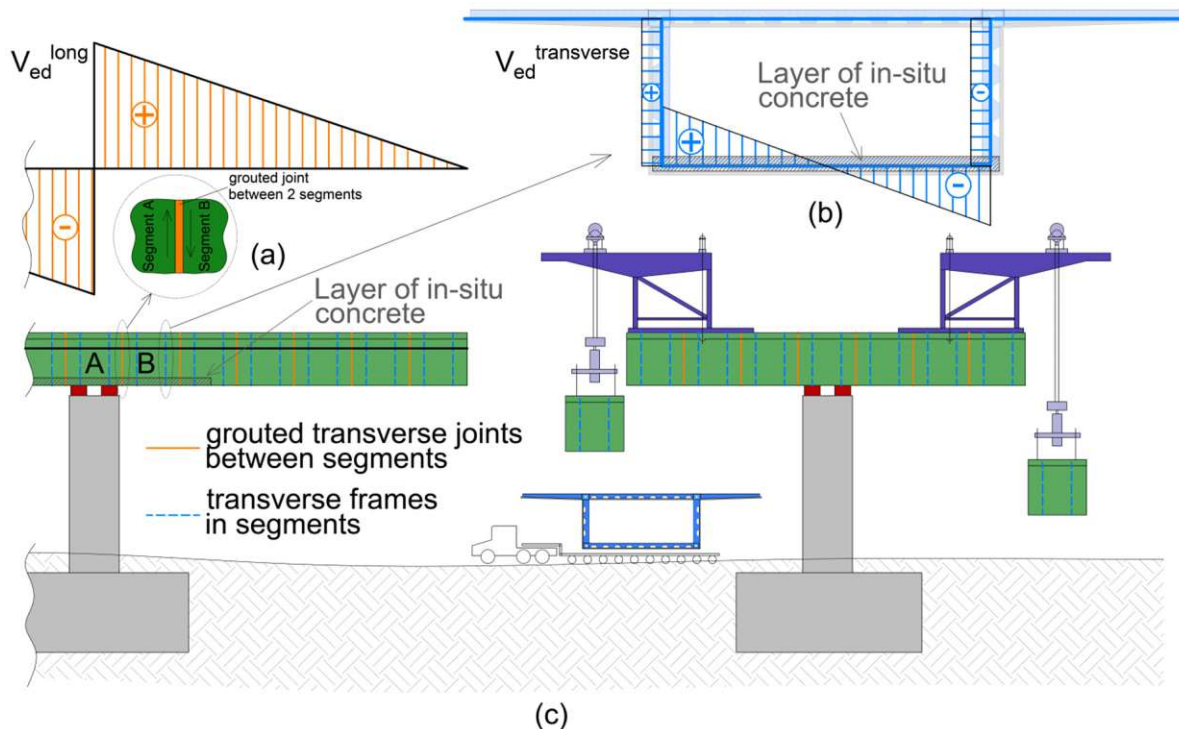 V_ed^long
+
-
grouted joint
between 2 segments
Segment A
Segment B
(a)
V_ed^transverse
Layer of in-situ
concrete
+
-
+
-
(b)
Layer of in-situ
concrete
A
B
grouted transverse joints
between segments
transverse frames
in segments
(c)